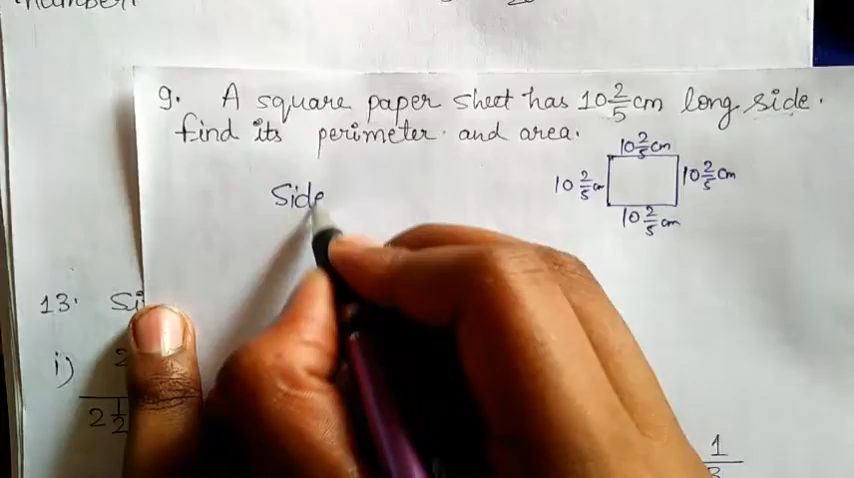 9. A square paper sheet has 10 2/5 cm long side.
find its perimeter and area.
10 2/5 cm
10 2/5 cm
10 2/5 cm
10 2/5 cm
Side
13. Si
i) 2
2 1/2
1